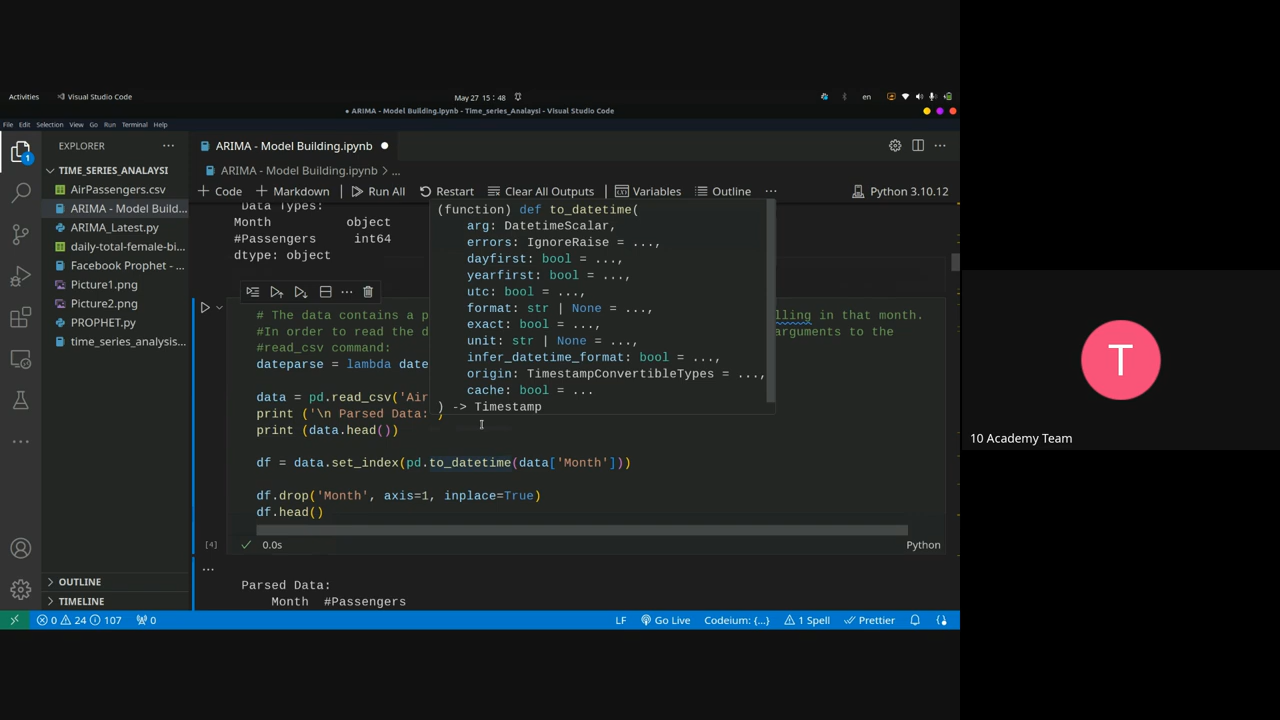 Activities
Visual Studio Code
May 27 15 : 48
en
• ARIMA - Model Building.ipynb - Time_series_Analaysi - Visual Studio Code
File Edit Selection View Go Run Terminal Help
EXPLORER
TIME_SERIES_ANALAYSI
AirPassengers.csv
ARIMA - Model Build...
ARIMA_Latest.py
daily-total-female-bi...
Facebook Prophet - ...
Picture1.png
Picture2.png
PROPHET.py
time_series_analysis...
OUTLINE
TIMELINE
1
ARIMA - Model Building.ipynb
ARIMA - Model Building.ipynb > ...
+ Code + Markdown Run All Restart Clear All Outputs Variables Outline ... Python 3.10.12
Data Types:
Month object
#Passengers int64
dtype: object
(function) def to_datetime(
arg: DatetimeScalar,
errors: IgnoreRaise = ...,
dayfirst: bool = ...,
yearfirst: bool = ...,
utc: bool = ...,
format: str | None = ...,
exact: bool = ...,
unit: str | None = ...,
infer_datetime_format: bool = ...,
origin: TimestampConvertibleTypes = ...,
cache: bool = ...
) -> Timestamp
# The data contains a p lling in that month.
#In order to read the d arguments to the
#read_csv command:
dateparse = lambda date
data = pd.read_csv('Air
print ('\n Parsed Data:')
print (data.head())
df = data.set_index(pd.to_datetime(data['Month']))
df.drop('Month', axis=1, inplace=True)
df.head()
[4] 0.0s Python
...
Parsed Data:
Month #Passengers
0 24 107 0 LF Go Live Codeium: {...} 1 Spell Prettier
T
10 Academy Team